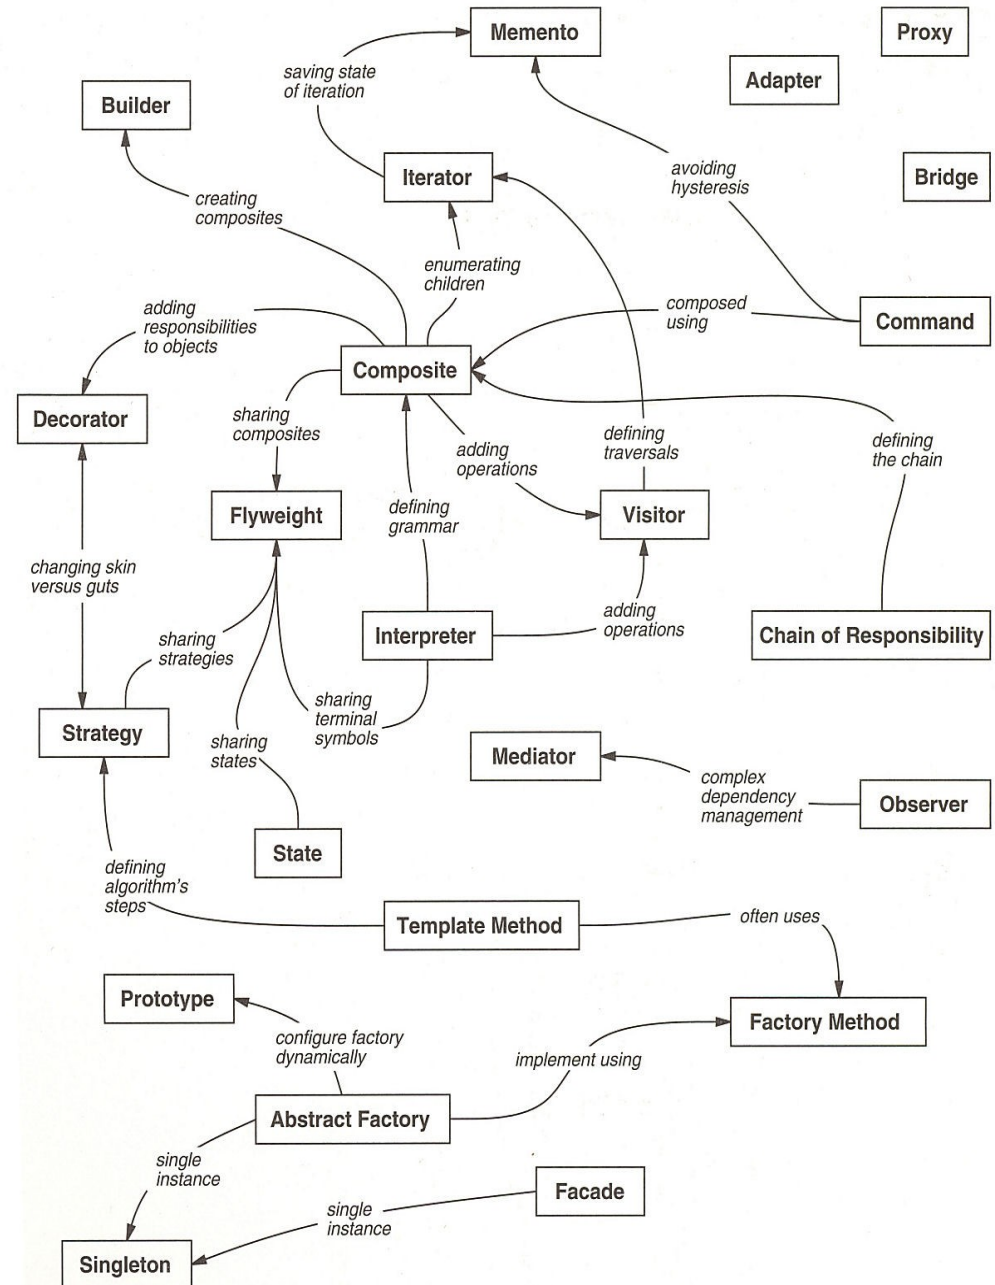 Memento
Proxy
Adapter
saving state
of iteration
Builder
Iterator
avoiding
hysteresis
Bridge
creating
composites
enumerating
children
adding
responsibilities
to objects
composed
using
Command
Composite
Decorator
sharing
composites
adding
operations
defining
traversals
defining
the chain
Flyweight
defining
grammar
Visitor
changing skin
versus guts
adding
operations
Interpreter
Chain of Responsibility
sharing
strategies
sharing
terminal
symbols
Strategy
sharing
states
Mediator
complex
dependency
management
Observer
State
defining
algorithm's
steps
Template Method
often uses
Prototype
Factory Method
configure factory
dynamically
implement using
Abstract Factory
single
instance
Facade
single
instance
Singleton